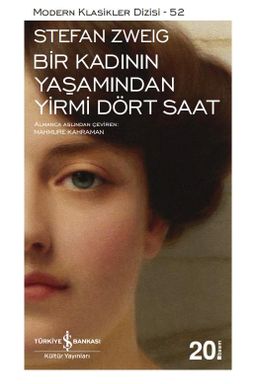 MODERN KLASİKLER DİZİSİ - 52
STEFAN ZWEIG
BİR KADININ
YAŞAMINDAN
YİRMİ DÖRT SAAT
ALMANCA ASLINDAN ÇEVİREN:
MAHMURE KAHRAMAN
TÜRKİYE İŞ BANKASI
Kültür Yayınları
20. Basım